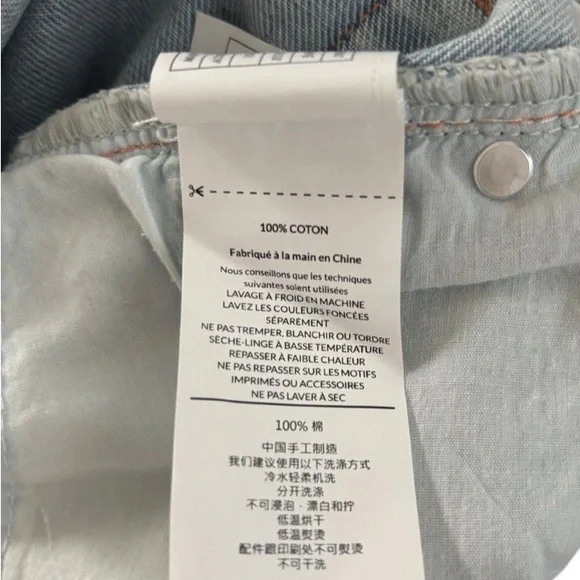 100% COTON
Fabriqué à la main en Chine
Nous conseillons que les techniques
suivantes soient utilisées
LAVAGE À FROID EN MACHINE
LAVEZ LES COULEURS FONCÉES
SÉPARÉMENT
NE PAS TREMPER, BLANCHIR OU TORDRE
SÈCHE-LINGE À BASSE TEMPÉRATURE
REPASSER À FAIBLE CHALEUR
NE PAS REPASSER SUR LES MOTIFS
IMPRIMÉS OU ACCESSOIRES
NE PAS LAVER À SEC
100% 棉
中国手工制造
我们建议使用以下洗涤方式
冷水轻柔机洗
分开洗涤
不可浸泡·漂白和拧
低温烘干
低温熨烫
配件跟印刷处不可熨烫
不可干洗